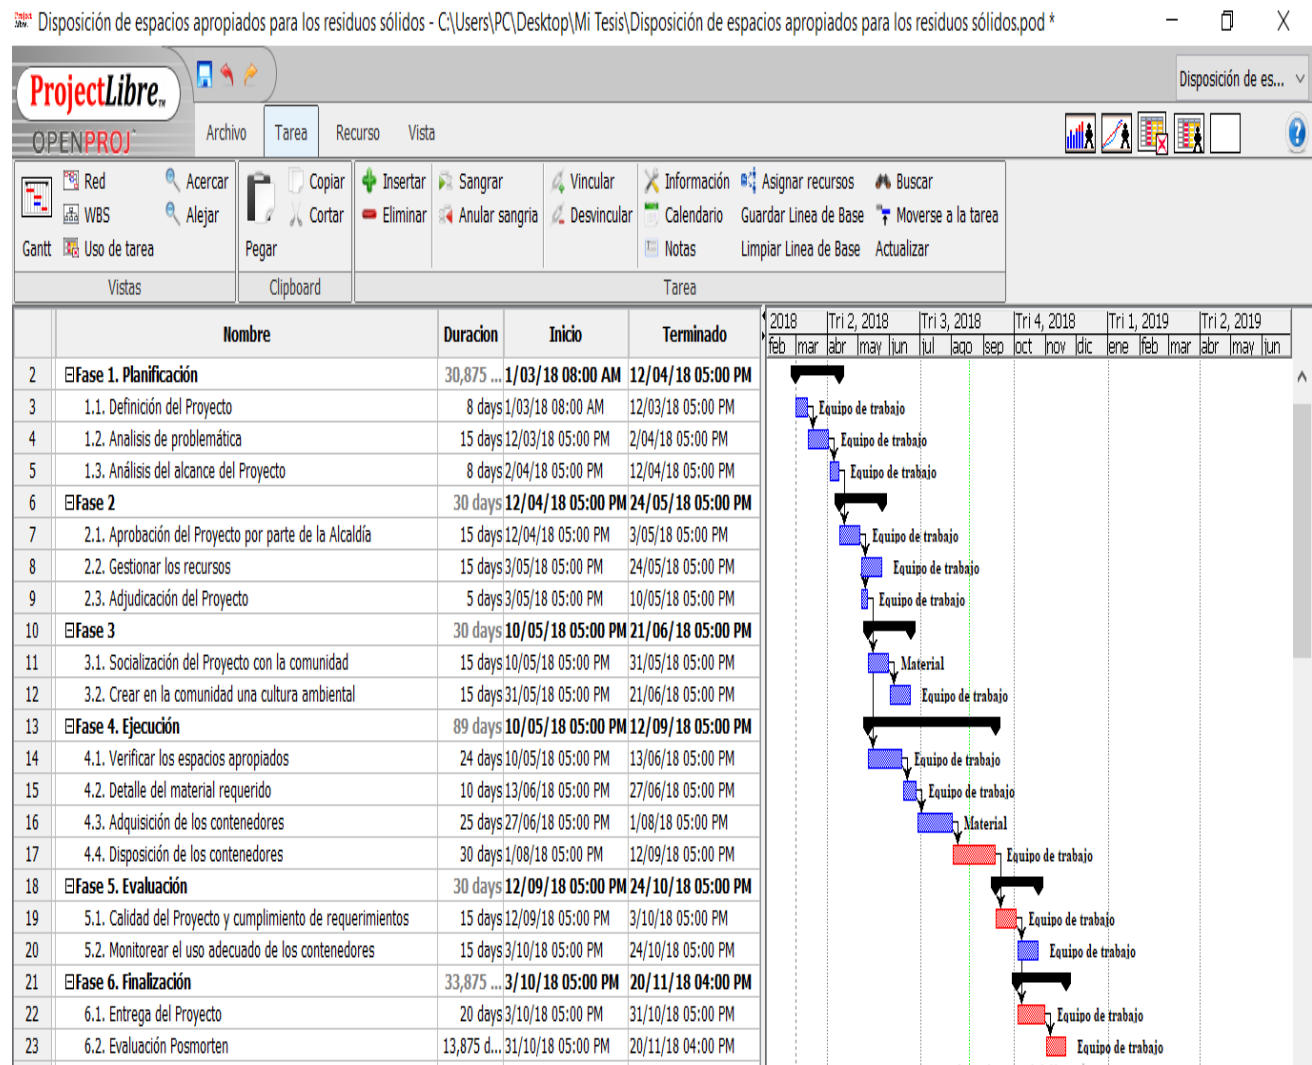 Disposición de espacios apropiados para los residuos sólidos - C:\Users\PC\Desktop\Mi Tesis\Disposición de espacios apropiados para los residuos sólidos.pod *
ProjectLibre™
OPENPROJ
Disposición de es...
Archivo Tarea Recurso Vista
Red Acercar Copiar Insertar Sangrar Vincular Información Asignar recursos Buscar
WBS Alejar Cortar Eliminar Anular sangria Desvincular Calendario Guardar Linea de Base Moverse a la tarea
Gantt Uso de tarea Pegar Notas Limpiar Linea de Base Actualizar
Vistas Clipboard Tarea
Nombre Duracion Inicio Terminado
2018 Tri 2, 2018 Tri 3, 2018 Tri 4, 2018 Tri 1, 2019 Tri 2, 2019
feb mar abr may jun jul ago sep oct nov dic ene feb mar abr may jun
2 Fase 1. Planificación 30,875 ... 1/03/18 08:00 AM 12/04/18 05:00 PM
3 1.1. Definición del Proyecto 8 days 1/03/18 08:00 AM 12/03/18 05:00 PM Equipo de trabajo
4 1.2. Analisis de problemática 15 days 12/03/18 05:00 PM 2/04/18 05:00 PM Equipo de trabajo
5 1.3. Análisis del alcance del Proyecto 8 days 2/04/18 05:00 PM 12/04/18 05:00 PM Equipo de trabajo
6 Fase 2 30 days 12/04/18 05:00 PM 24/05/18 05:00 PM
7 2.1. Aprobación del Proyecto por parte de la Alcaldía 15 days 12/04/18 05:00 PM 3/05/18 05:00 PM Equipo de trabajo
8 2.2. Gestionar los recursos 15 days 3/05/18 05:00 PM 24/05/18 05:00 PM Equipo de trabajo
9 2.3. Adjudicación del Proyecto 5 days 3/05/18 05:00 PM 10/05/18 05:00 PM Equipo de trabajo
10 Fase 3 30 days 10/05/18 05:00 PM 21/06/18 05:00 PM
11 3.1. Socialización del Proyecto con la comunidad 15 days 10/05/18 05:00 PM 31/05/18 05:00 PM Material
12 3.2. Crear en la comunidad una cultura ambiental 15 days 31/05/18 05:00 PM 21/06/18 05:00 PM Equipo de trabajo
13 Fase 4. Ejecución 89 days 10/05/18 05:00 PM 12/09/18 05:00 PM
14 4.1. Verificar los espacios apropiados 24 days 10/05/18 05:00 PM 13/06/18 05:00 PM Equipo de trabajo
15 4.2. Detalle del material requerido 10 days 13/06/18 05:00 PM 27/06/18 05:00 PM Equipo de trabajo
16 4.3. Adquisición de los contenedores 25 days 27/06/18 05:00 PM 1/08/18 05:00 PM Material
17 4.4. Disposición de los contenedores 30 days 1/08/18 05:00 PM 12/09/18 05:00 PM Equipo de trabajo
18 Fase 5. Evaluación 30 days 12/09/18 05:00 PM 24/10/18 05:00 PM
19 5.1. Calidad del Proyecto y cumplimiento de requerimientos 15 days 12/09/18 05:00 PM 3/10/18 05:00 PM Equipo de trabajo
20 5.2. Monitorear el uso adecuado de los contenedores 15 days 3/10/18 05:00 PM 24/10/18 05:00 PM Equipo de trabajo
21 Fase 6. Finalización 33,875 ... 3/10/18 05:00 PM 20/11/18 04:00 PM
22 6.1. Entrega del Proyecto 20 days 3/10/18 05:00 PM 31/10/18 05:00 PM Equipo de trabajo
23 6.2. Evaluación Posmorten 13,875 d... 31/10/18 05:00 PM 20/11/18 04:00 PM Equipo de trabajo